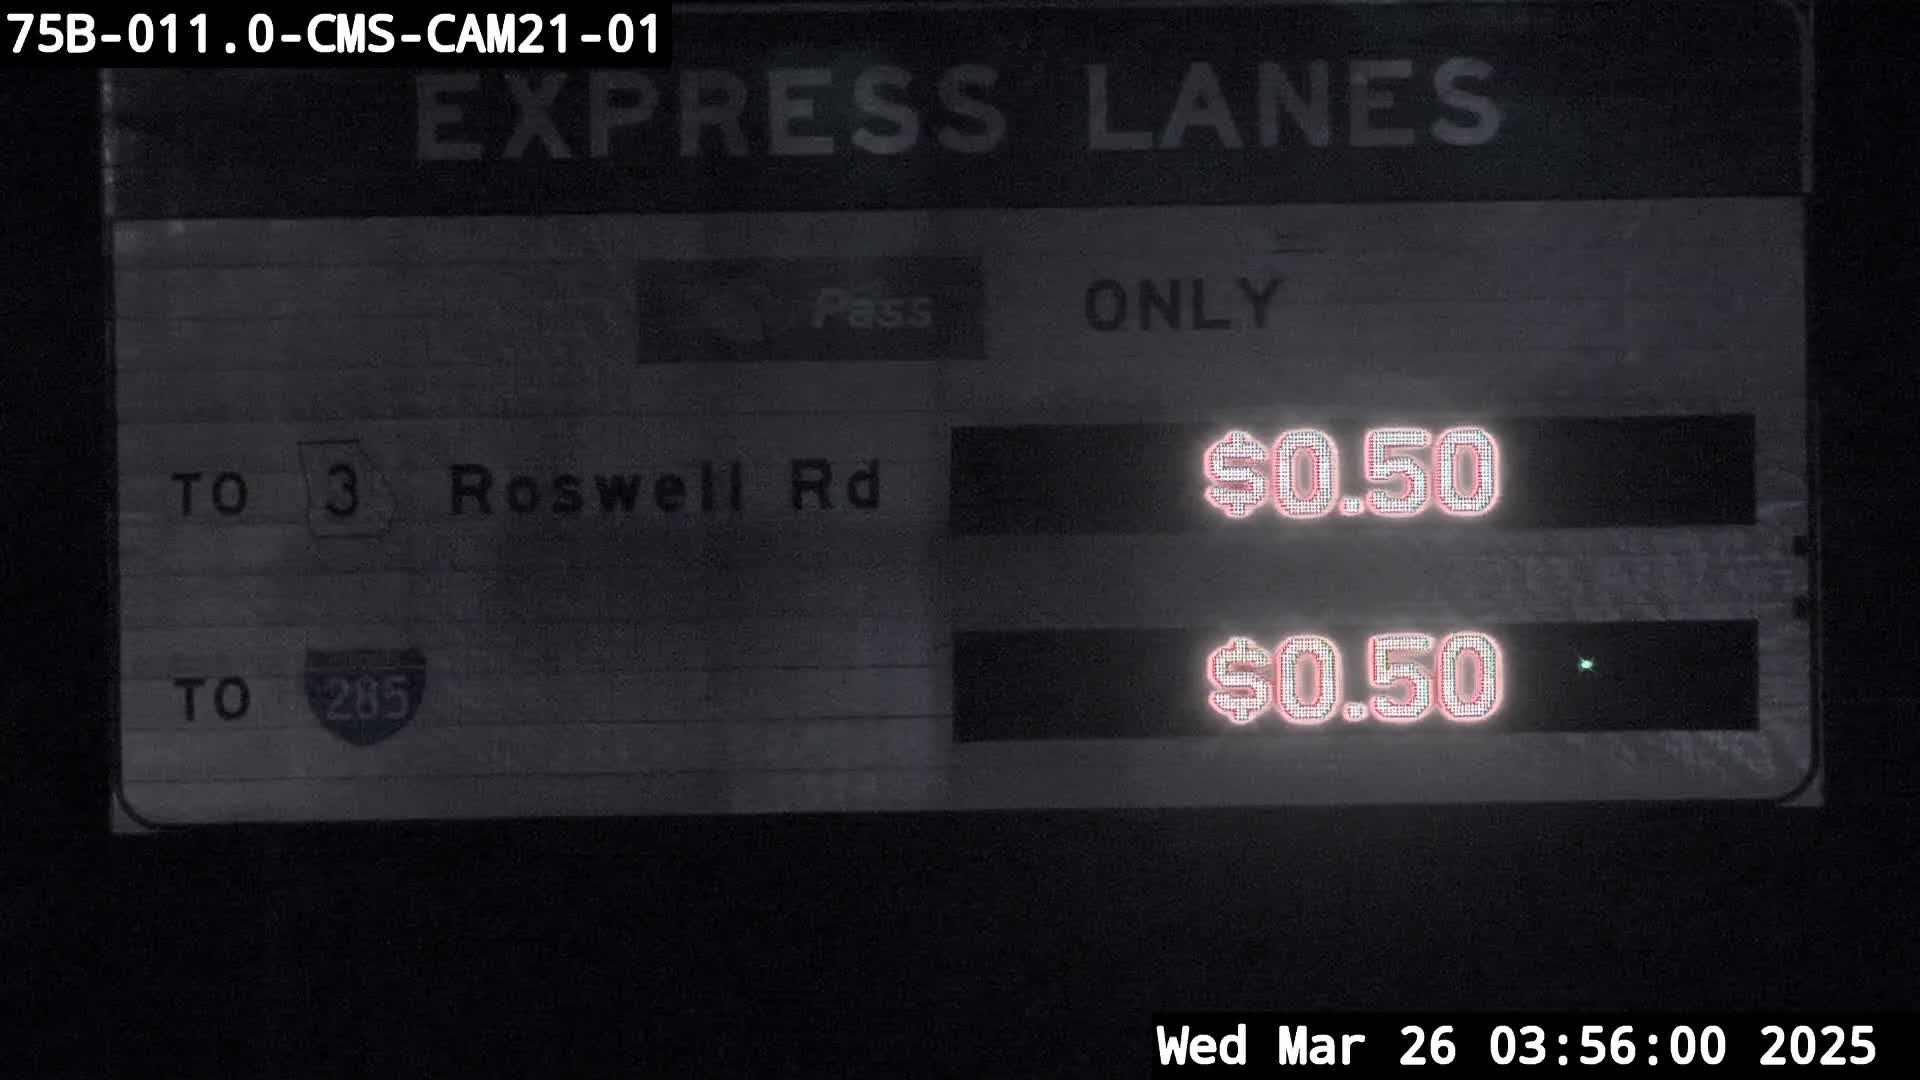 75B-011.0-CMS-CAM21-01
EXPRESS LANES
Pass ONLY
TO 3 Roswell Rd $0.50
TO 285 $0.50
Wed Mar 26 03:56:00 2025